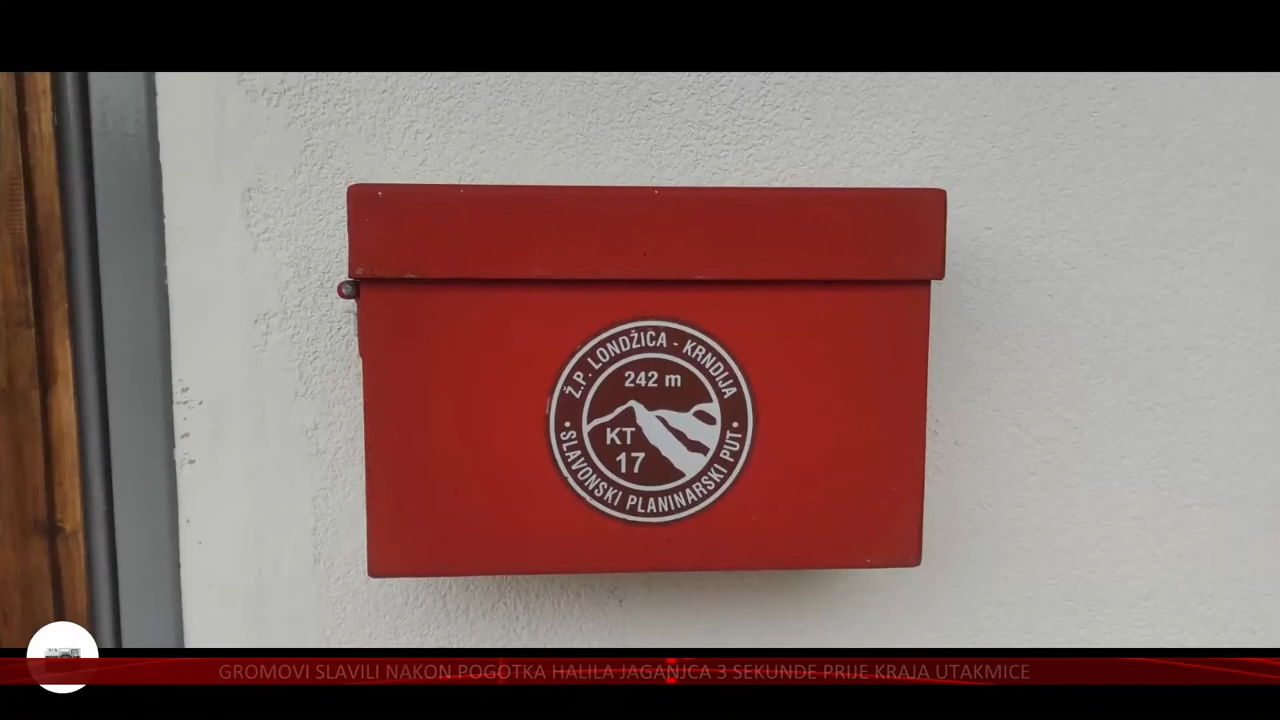 Ž.P. LONDŽICA - KRNDIJA
242 m
KT
17
• SLAVONSKI PLANINARSKI PUT •
GROMOVI SLAVILI NAKON POGOTKA HALILA JAGANJCA 3 SEKUNDE PRIJE KRAJA UTAKMICE